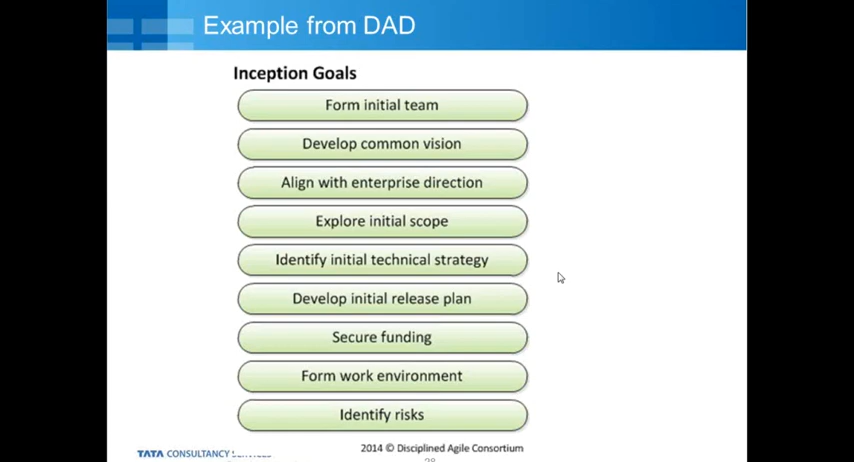 Example from DAD
Inception Goals
Form initial team
Develop common vision
Align with enterprise direction
Explore initial scope
Identify initial technical strategy
Develop initial release plan
Secure funding
Form work environment
Identify risks
2014 © Disciplined Agile Consortium
TATA CONSULTANCY